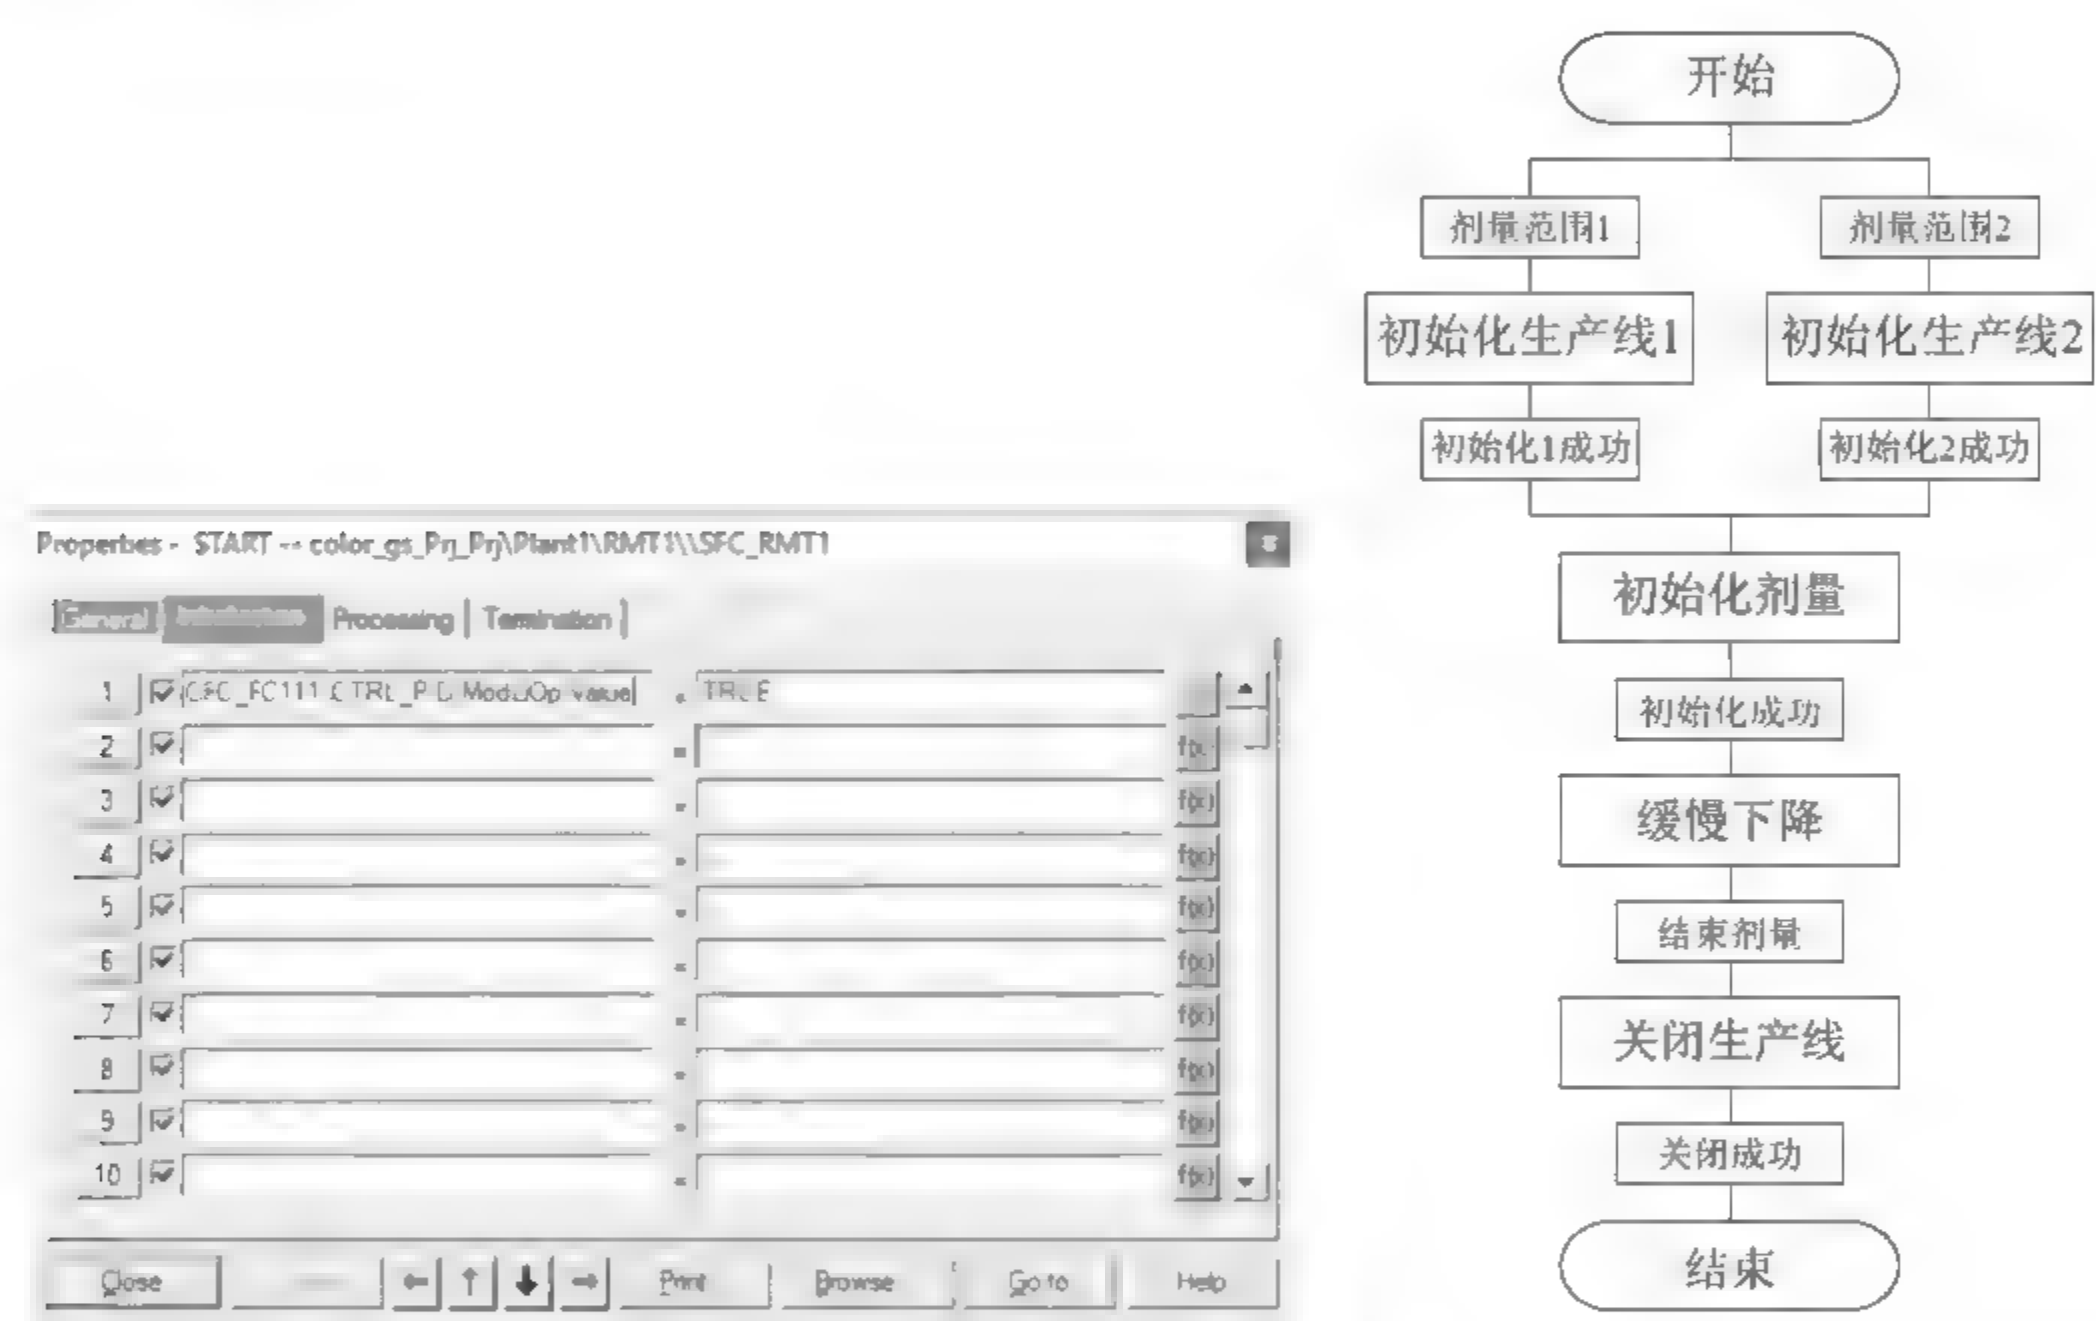 Properties - START -- color_gs_Prj_Prj\Plant1\RMT1\\SFC_RMT1
General Processing Termination
1 TRUE
2 f(x)
3 f(x)
4 f(x)
5 f(x)
6 f(x)
7 f(x)
8 f(x)
9 f(x)
10 f(x)
Close Print Browse Go to Help
开始
剂量范围1 剂量范围2
初始化生产线1 初始化生产线2
初始化1成功 初始化2成功
初始化剂量
初始化成功
缓慢下降
结束剂量
关闭生产线
关闭成功
结束